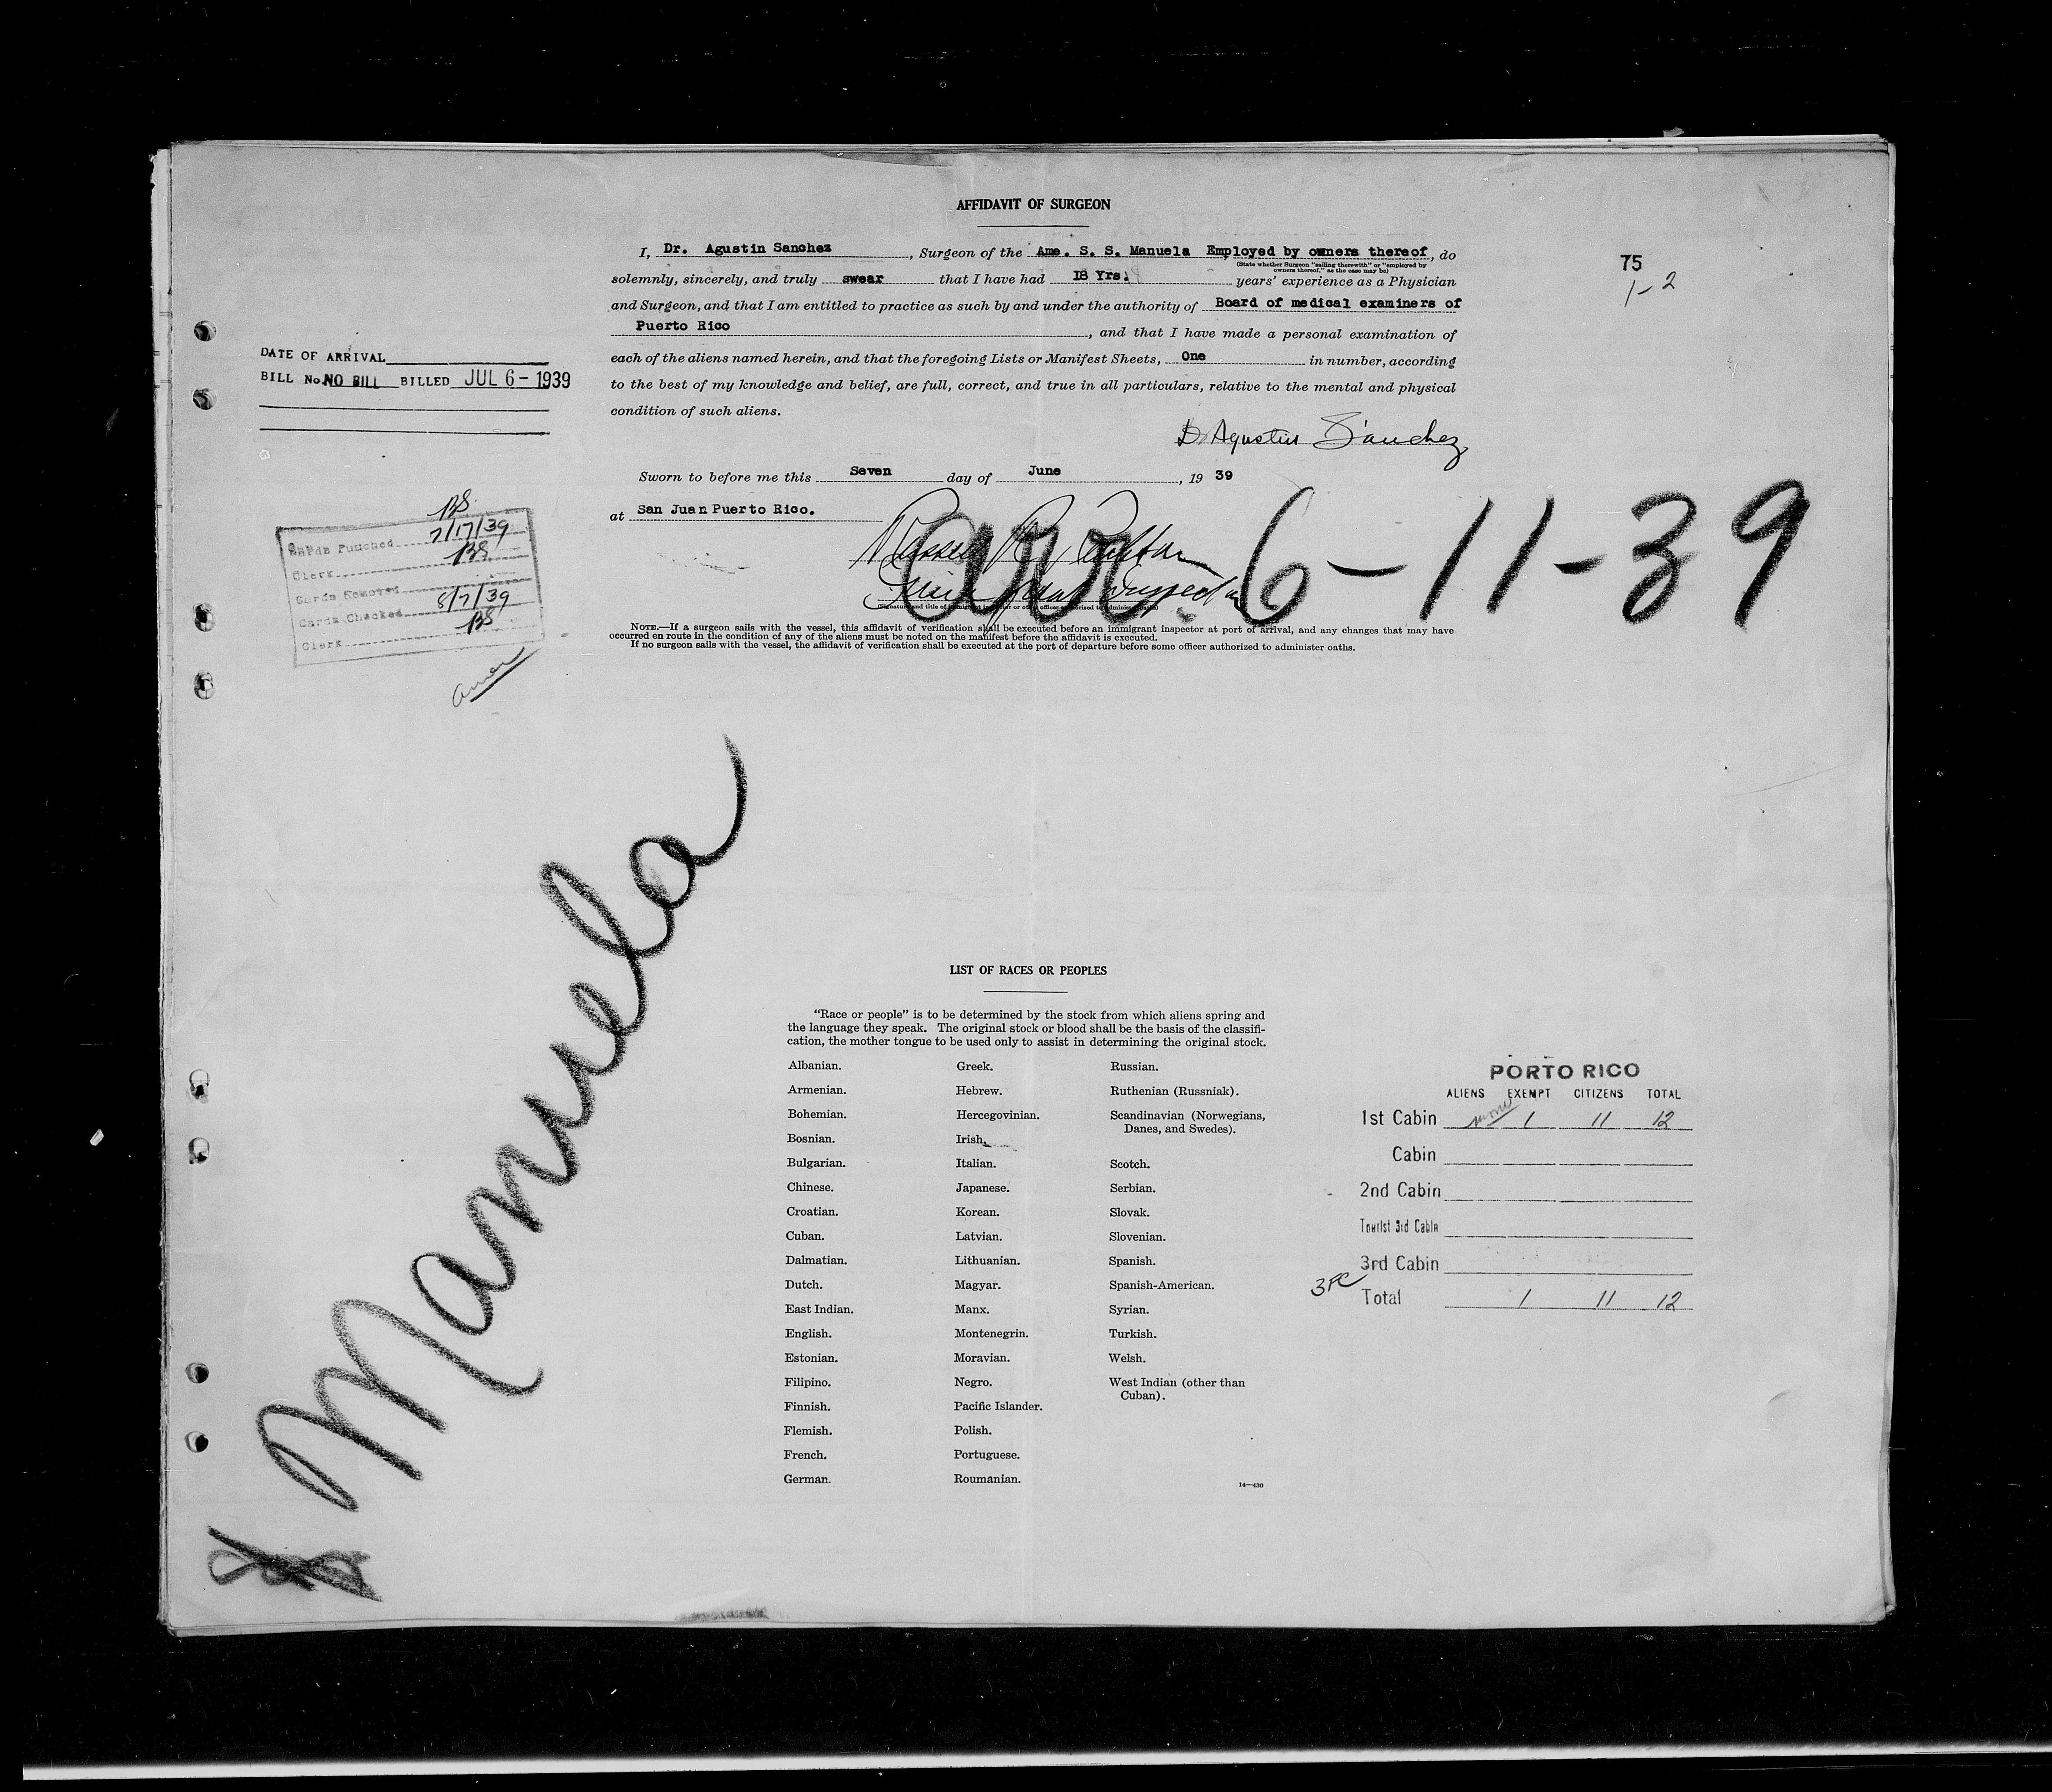 AFFIDAVIT OF SURGEON
I, Dr. Agustin Sanchez, Surgeon of the Ame. S. S. Manuela Employed by owners thereof, do
(State whether Surgeon "sailing therewith" or "employed by
owners thereof," as the case may be)
solemnly, sincerely, and truly swear that I have had 18 Yrs. years' experience as a Physician
and Surgeon, and that I am entitled to practice as such by and under the authority of Board of medical examiners of
Puerto Rico, and that I have made a personal examination of
each of the aliens named herein, and that the foregoing Lists or Manifest Sheets, One in number, according
to the best of my knowledge and belief, are full, correct, and true in all particulars, relative to the mental and physical
condition of such aliens.
Dr Agustin Sanchez
Sworn to before me this Seven day of June, 19 39
at San Juan Puerto Rico.
6-11-39
NOTE.—If a surgeon sails with the vessel, this affidavit of verification shall be executed before an immigrant inspector at port of arrival, and any changes that may have
occurred en route in the condition of any of the aliens must be noted on the manifest before the affidavit is executed.
If no surgeon sails with the vessel, the affidavit of verification shall be executed at the port of departure before some officer authorized to administer oaths.
75
1-2
DATE OF ARRIVAL
BILL No. NO BILL BILLED JUL 6 - 1939
BS
Cards Punched 7/17/39
Clerk BS
Cards Removed
Cards Checked 8/7/39
Clerk BS
Manuela
LIST OF RACES OR PEOPLES
"Race or people" is to be determined by the stock from which aliens spring and
the language they speak. The original stock or blood shall be the basis of the classifi-
cation, the mother tongue to be used only to assist in determining the original stock.
Albanian.
Armenian.
Bohemian.
Bosnian.
Bulgarian.
Chinese.
Croatian.
Cuban.
Dalmatian.
Dutch.
East Indian.
English.
Estonian.
Filipino.
Finnish.
Flemish.
French.
German.
Greek.
Hebrew.
Hercegovinian.
Irish.
Italian.
Japanese.
Korean.
Latvian.
Lithuanian.
Magyar.
Manx.
Montenegrin.
Moravian.
Negro.
Pacific Islander.
Polish.
Portuguese.
Roumanian.
Russian.
Ruthenian (Russniak).
Scandinavian (Norwegians,
Danes, and Swedes).
Scotch.
Serbian.
Slovak.
Slovenian.
Spanish.
Spanish-American.
Syrian.
Turkish.
Welsh.
West Indian (other than
Cuban).
14—430
PORTO RICO
ALIENS EXEMPT CITIZENS TOTAL
1st Cabin 1 11 12
Cabin
2nd Cabin
Tourist 3rd Cabin
3rd Cabin
Total 1 11 12